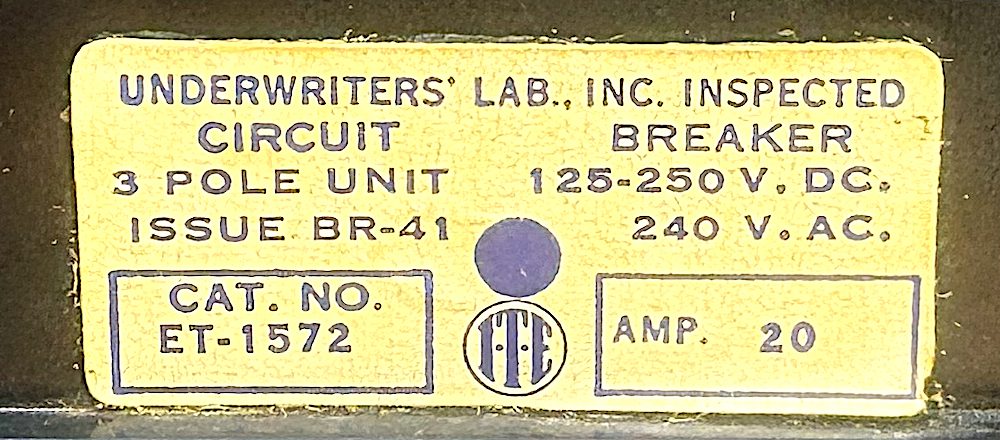 UNDERWRITERS' LAB., INC. INSPECTED
CIRCUIT BREAKER
3 POLE UNIT 125-250 V. DC.
ISSUE BR-41 240 V. AC.
CAT. NO.
ET-1572
I·T·E
AMP. 20